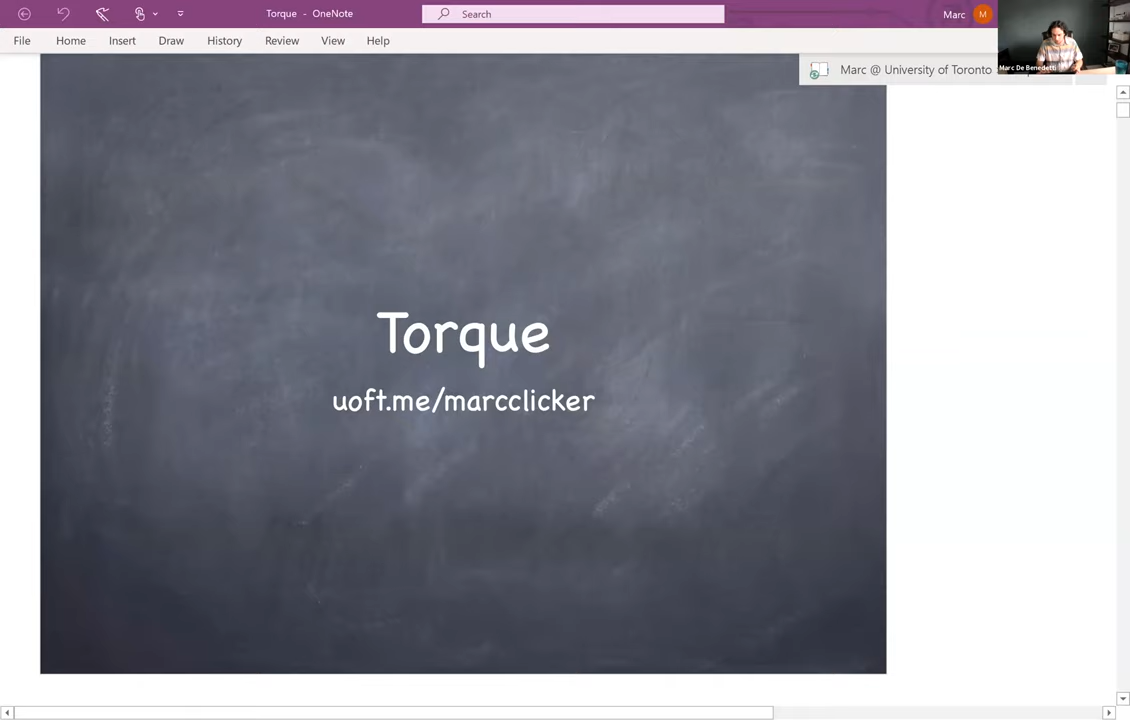 Torque - OneNote
Search
Marc
M
File Home Insert Draw History Review View Help
Marc @ University of Toronto
Marc De Benedetti
Torque
uoft.me/marcclicker